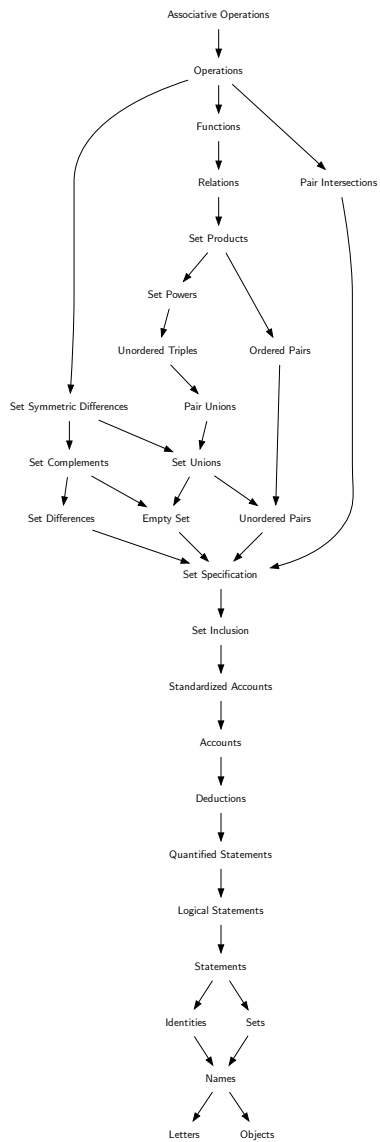 Associative Operations
Operations
Functions
Relations
Pair Intersections
Set Products
Set Powers
Unordered Triples
Ordered Pairs
Set Symmetric Differences
Pair Unions
Set Complements
Set Unions
Set Differences
Empty Set
Unordered Pairs
Set Specification
Set Inclusion
Standardized Accounts
Accounts
Deductions
Quantified Statements
Logical Statements
Statements
Identities
Sets
Names
Letters
Objects